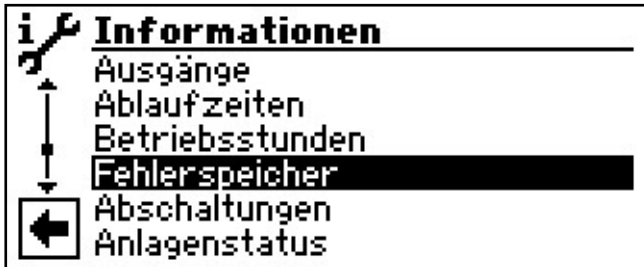 Informationen
Ausgänge
Ablaufzeiten
Betriebsstunden
Fehlerspeicher
Abschaltungen
Anlagenstatus